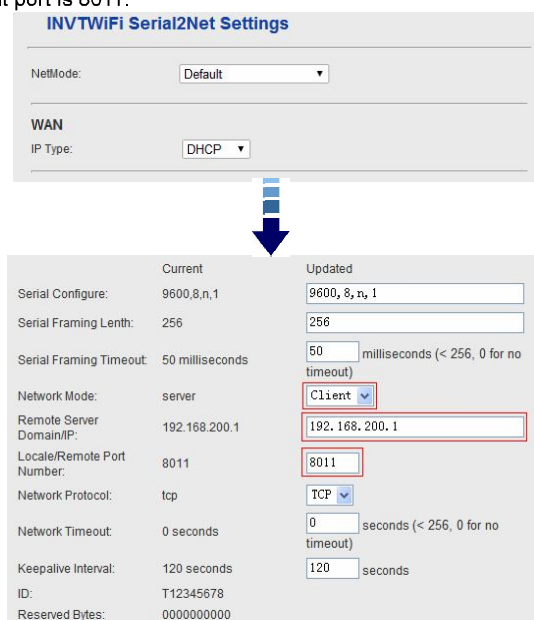 t port is 8011.
INVTWiFi Serial2Net Settings
NetMode: Default
WAN
IP Type: DHCP
Current Updated
Serial Configure: 9600,8,n,1 9600,8,n,1
Serial Framing Lenth: 256 256
Serial Framing Timeout: 50 milliseconds 50 milliseconds (< 256, 0 for no
timeout)
Network Mode: server Client
Remote Server
Domain/IP: 192.168.200.1 192.168.200.1
Locale/Remote Port
Number: 8011 8011
Network Protocol: tcp TCP
Network Timeout: 0 seconds 0 seconds (< 256, 0 for no
timeout)
Keepalive Interval: 120 seconds 120 seconds
ID: T12345678
Reserved Bytes: 0000000000